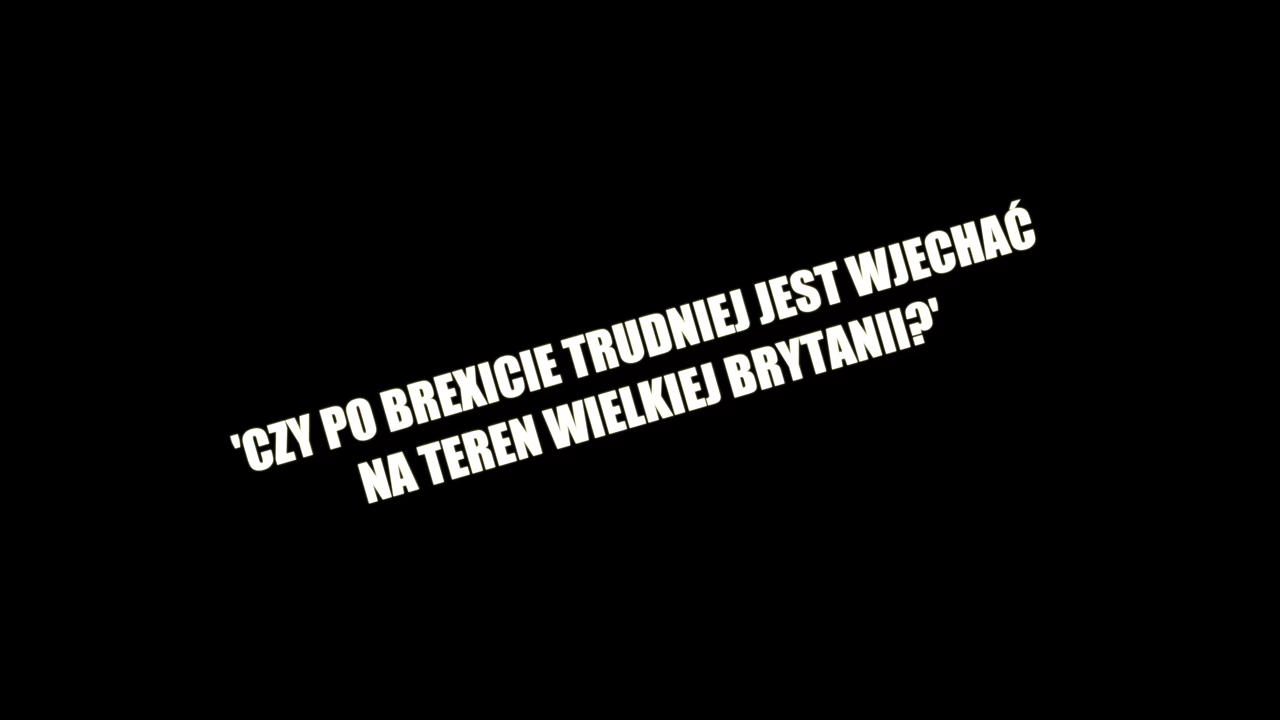 'CZY PO BREXICIE TRUDNIEJ JEST WJECHAĆ
NA TEREN WIELKIEJ BRYTANII?'